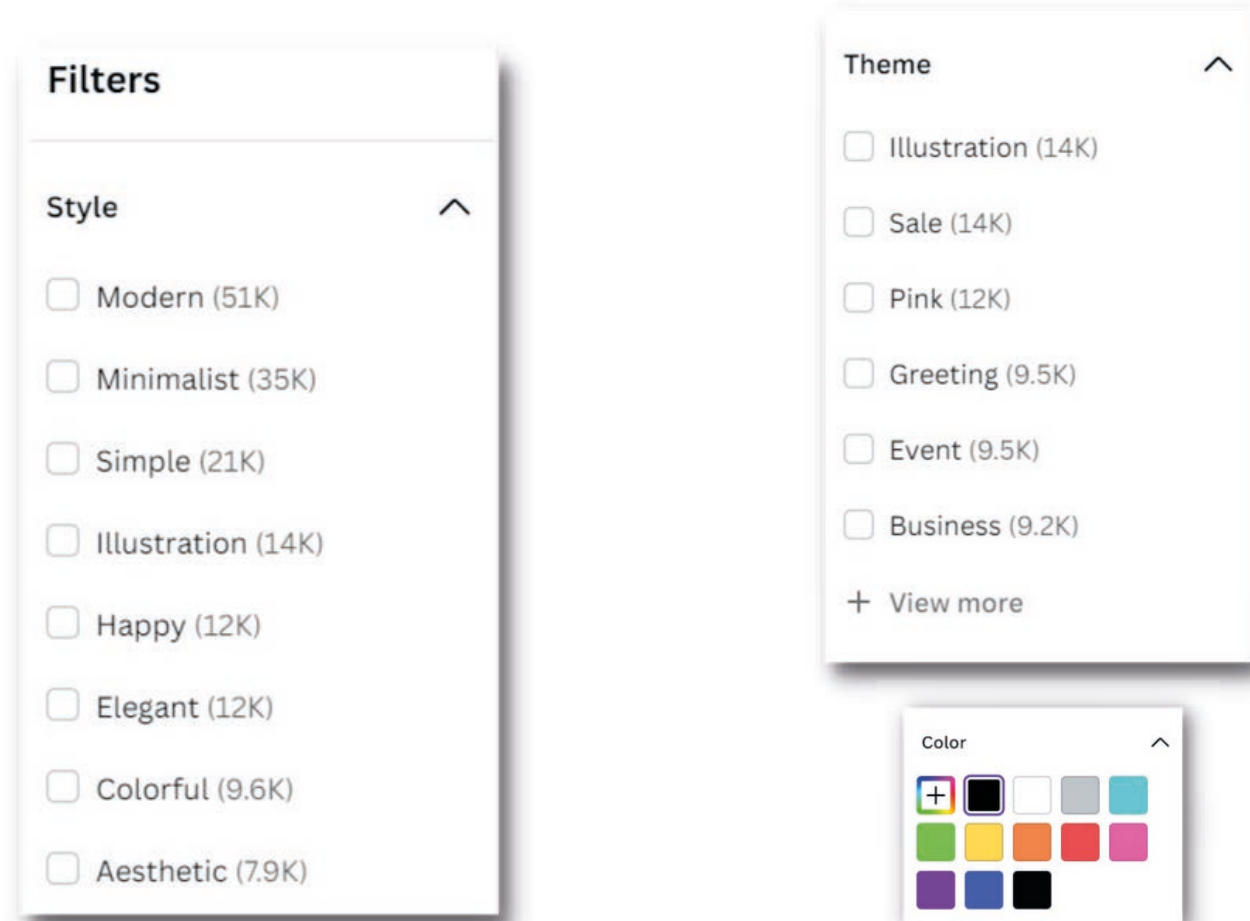 Filters
Style
Modern (51K)
Minimalist (35K)
Simple (21K)
Illustration (14K)
Happy (12K)
Elegant (12K)
Colorful (9.6K)
Aesthetic (7.9K)
Theme
Illustration (14K)
Sale (14K)
Pink (12K)
Greeting (9.5K)
Event (9.5K)
Business (9.2K)
+ View more
Color
+